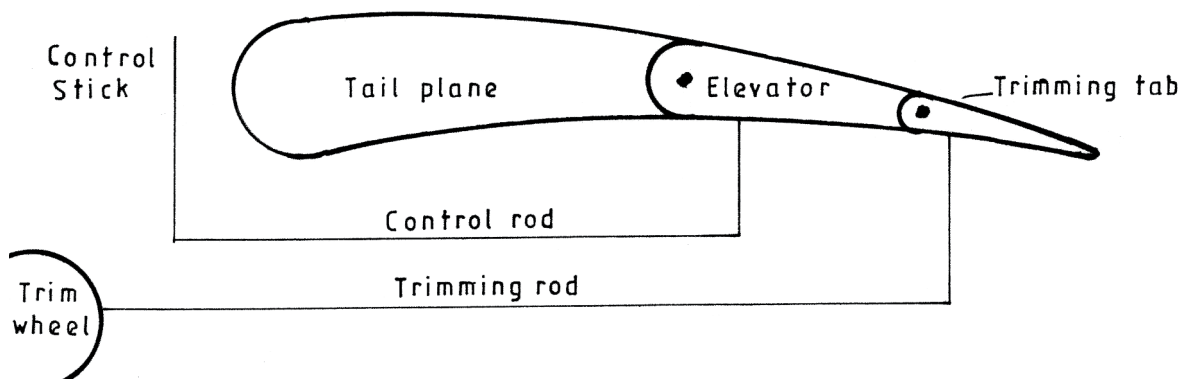 Control
Stick
Tail plane
Elevator
Trimming tab
Control rod
Trimming rod
Trim
wheel